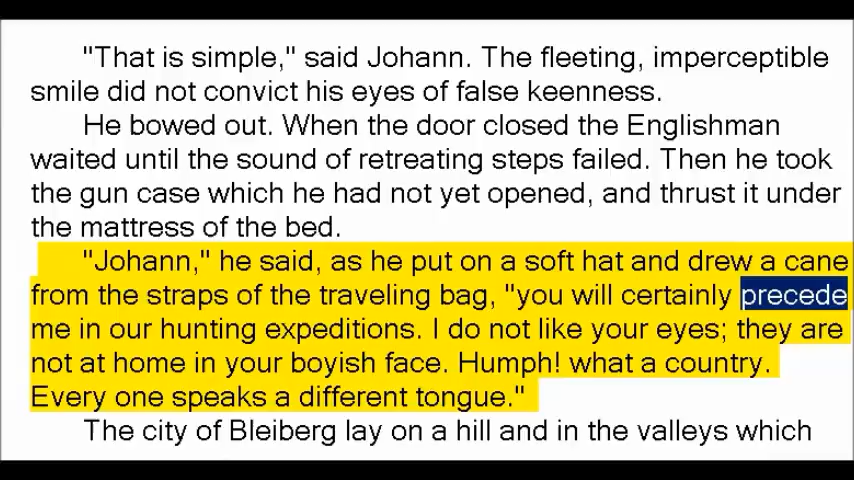 "That is simple," said Johann. The fleeting, imperceptible
smile did not convict his eyes of false keenness.
He bowed out. When the door closed the Englishman
waited until the sound of retreating steps failed. Then he took
the gun case which he had not yet opened, and thrust it under
the mattress of the bed.
"Johann," he said, as he put on a soft hat and drew a cane
from the straps of the traveling bag, "you will certainly precede
me in our hunting expeditions. I do not like your eyes; they are
not at home in your boyish face. Humph! what a country.
Every one speaks a different tongue."
The city of Bleiberg lay on a hill and in the valleys which